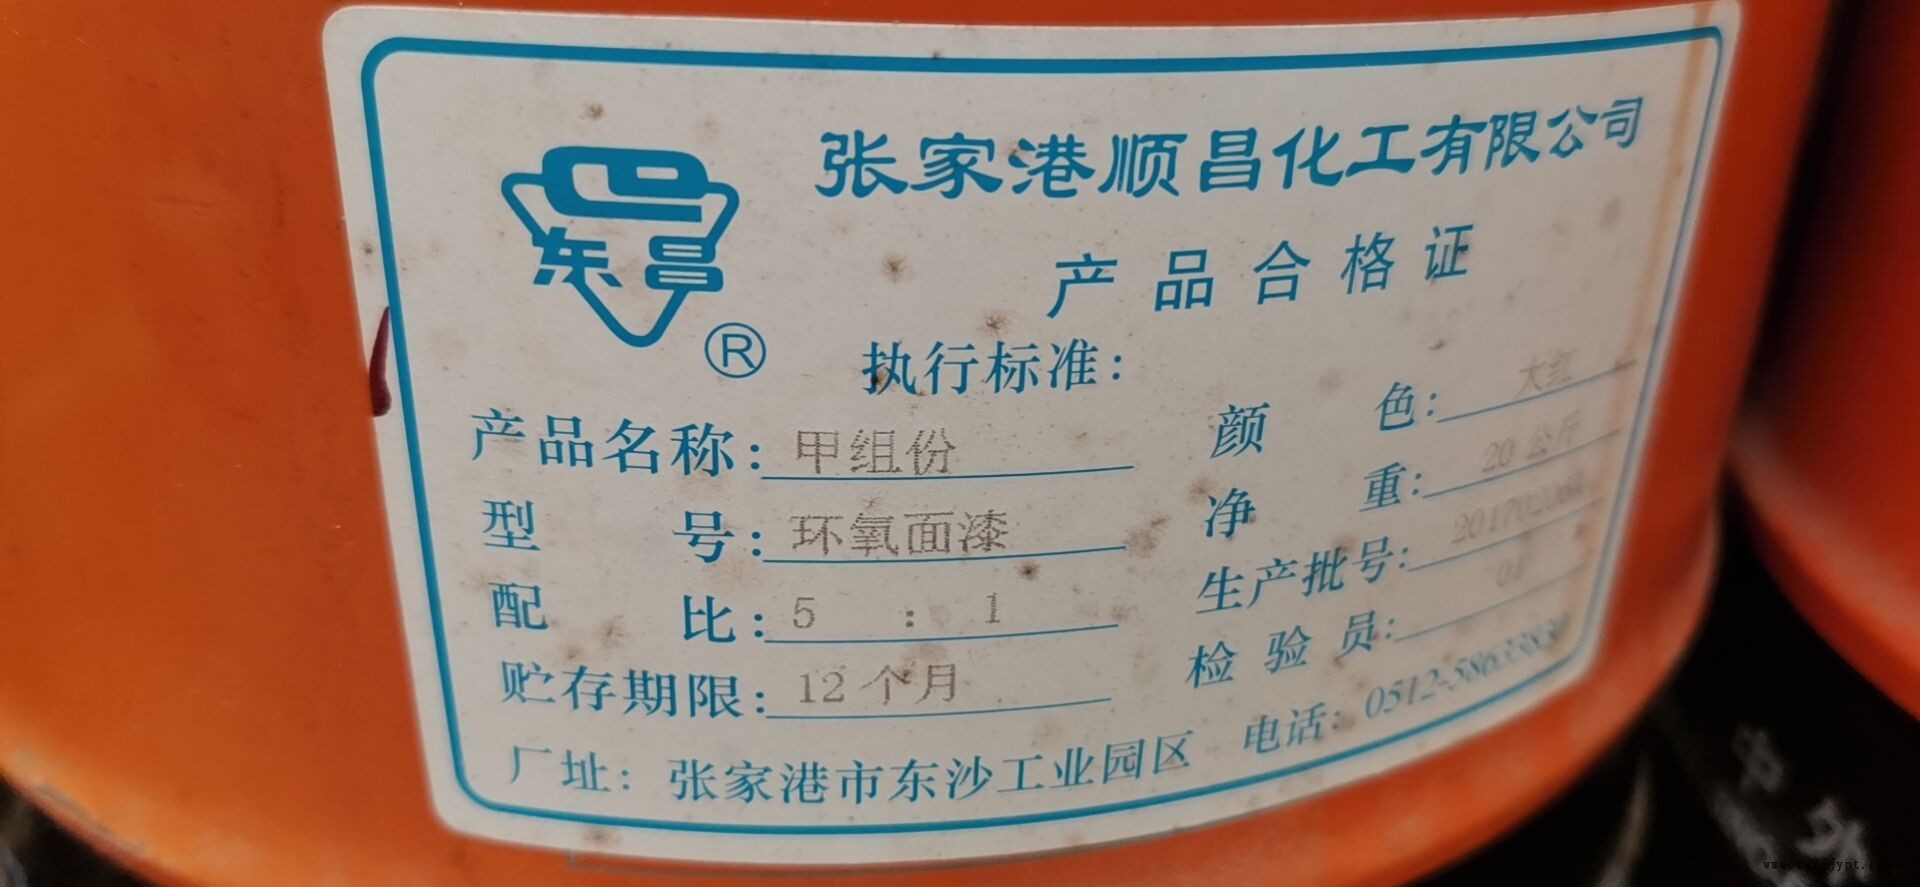 张家港顺昌化工有限公司
东昌
®
产品合格证
执行标准:
产品名称: 甲组份
颜色: 大红
型号: 环氧面漆
净重: 20公斤
配比: 5 : 1
生产批号:
贮存期限: 12个月
检验员: 01
厂址: 张家港市东沙工业园区 电话: